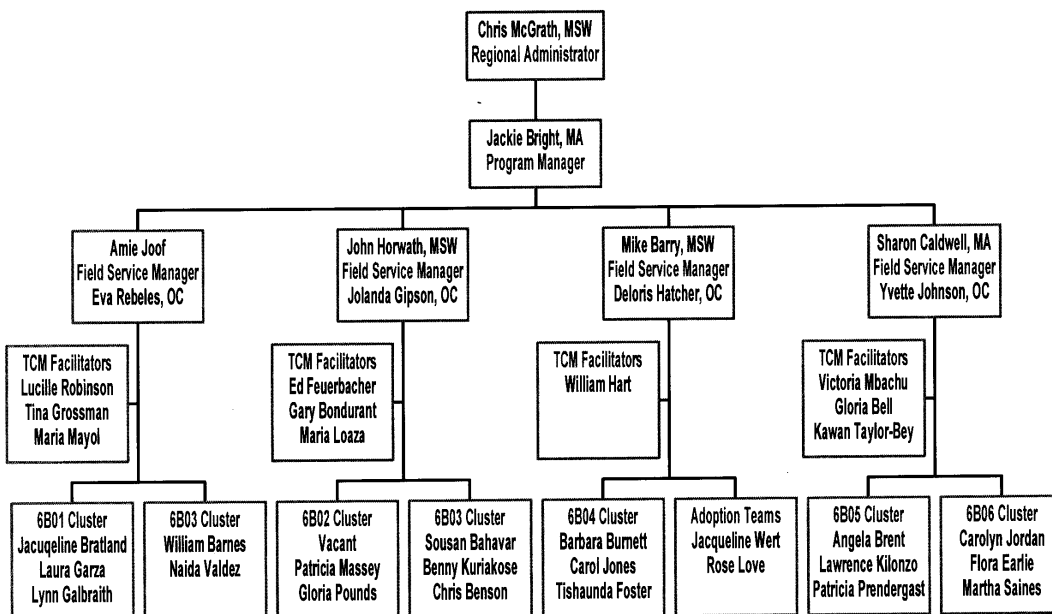 Chris McGrath, MSW
Regional Administrator
Jackie Bright, MA
Program Manager
Amie Joof
Field Service Manager
Eva Rebeles, OC
John Horwath, MSW
Field Service Manager
Jolanda Gipson, OC
Mike Barry, MSW
Field Service Manager
Deloris Hatcher, OC
Sharon Caldwell, MA
Field Service Manager
Yvette Johnson, OC
TCM Facilitators
Lucille Robinson
Tina Grossman
Maria Mayol
TCM Facilitators
Ed Feuerbacher
Gary Bondurant
Maria Loaza
TCM Facilitators
William Hart
TCM Facilitators
Victoria Mbachu
Gloria Bell
Kawan Taylor-Bey
6B01 Cluster
Jacuqeline Bratland
Laura Garza
Lynn Galbraith
6B03 Cluster
William Barnes
Naida Valdez
6B02 Cluster
Vacant
Patricia Massey
Gloria Pounds
6B03 Cluster
Sousan Bahavar
Benny Kuriakose
Chris Benson
6B04 Cluster
Barbara Burnett
Carol Jones
Tishaunda Foster
Adoption Teams
Jacqueline Wert
Rose Love
6B05 Cluster
Angela Brent
Lawrence Kilonzo
Patricia Prendergast
6B06 Cluster
Carolyn Jordan
Flora Earlie
Martha Saines